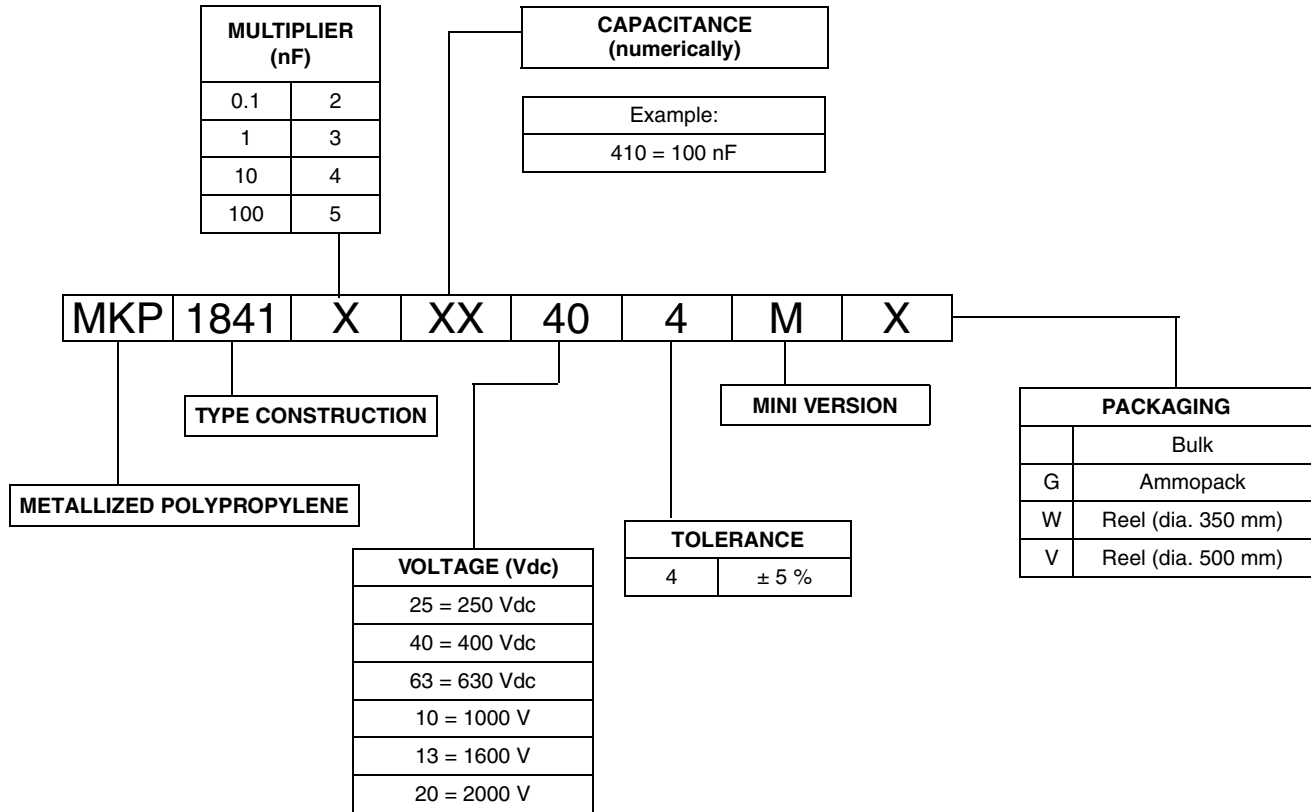 MULTIPLIER
(nF)
0.1 2
1 3
10 4
100 5
CAPACITANCE
(numerically)
Example:
410 = 100 nF
MKP 1841 X XX 40 4 M X
TYPE CONSTRUCTION
MINI VERSION
METALLIZED POLYPROPYLENE
VOLTAGE (Vdc)
25 = 250 Vdc
40 = 400 Vdc
63 = 630 Vdc
10 = 1000 V
13 = 1600 V
20 = 2000 V
TOLERANCE
4 ± 5 %
PACKAGING
Bulk
G Ammopack
W Reel (dia. 350 mm)
V Reel (dia. 500 mm)